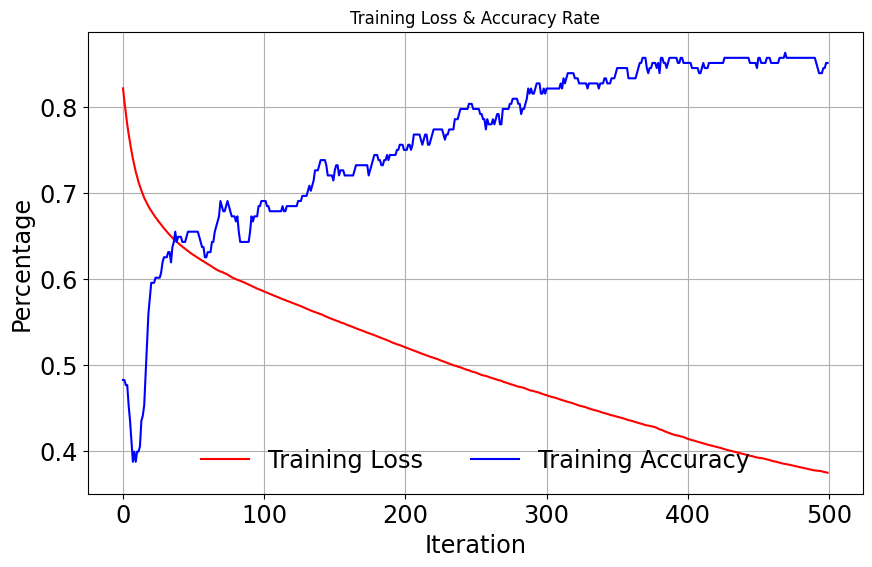 Training Loss & Accuracy Rate
Percentage
0.8
0.7
0.6
0.5
0.4
Training Loss
Training Accuracy
0 100 200 300 400 500
Iteration